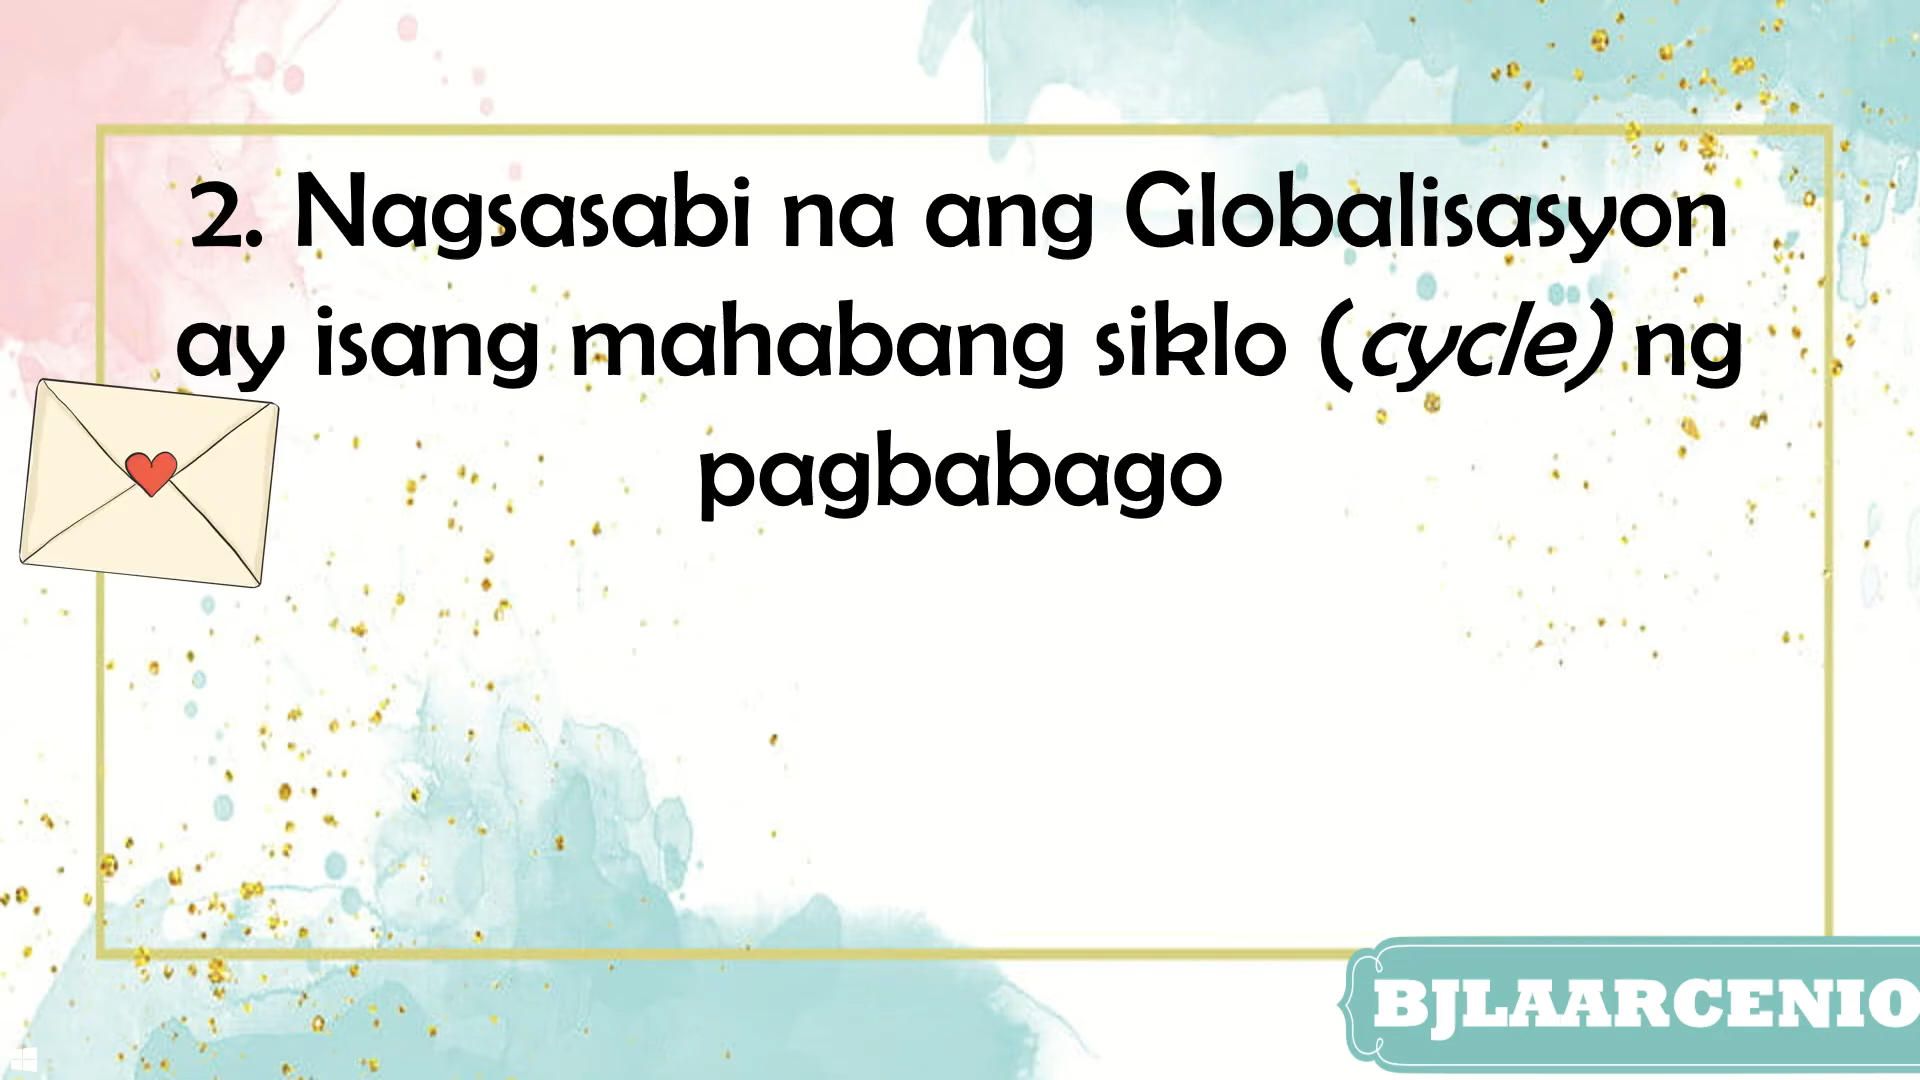 2. Nagsasabi na ang Globalisasyon
ay isang mahabang siklo (cycle) ng
pagbabago
BJLAARCENIO